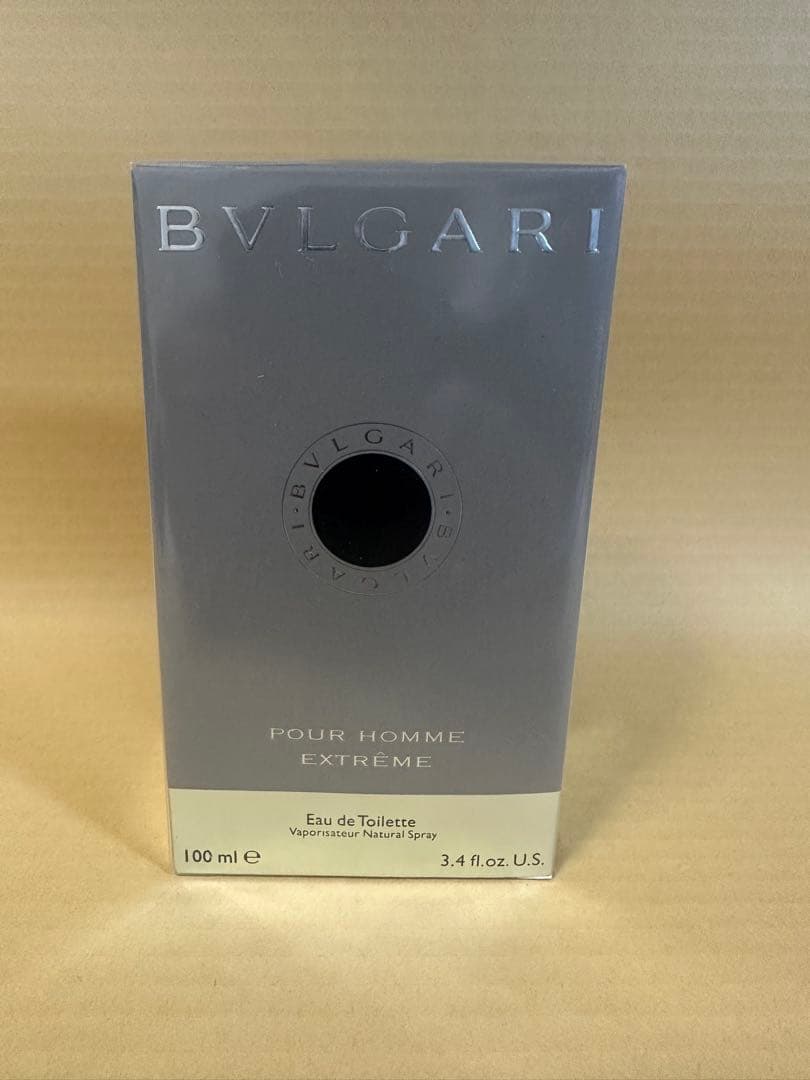 BVLGARI
BVLGARI · BVLGARI ·
POUR HOMME
EXTRÊME
Eau de Toilette
Vaporisateur Natural Spray
100 ml ℮
3.4 fl.oz. U.S.